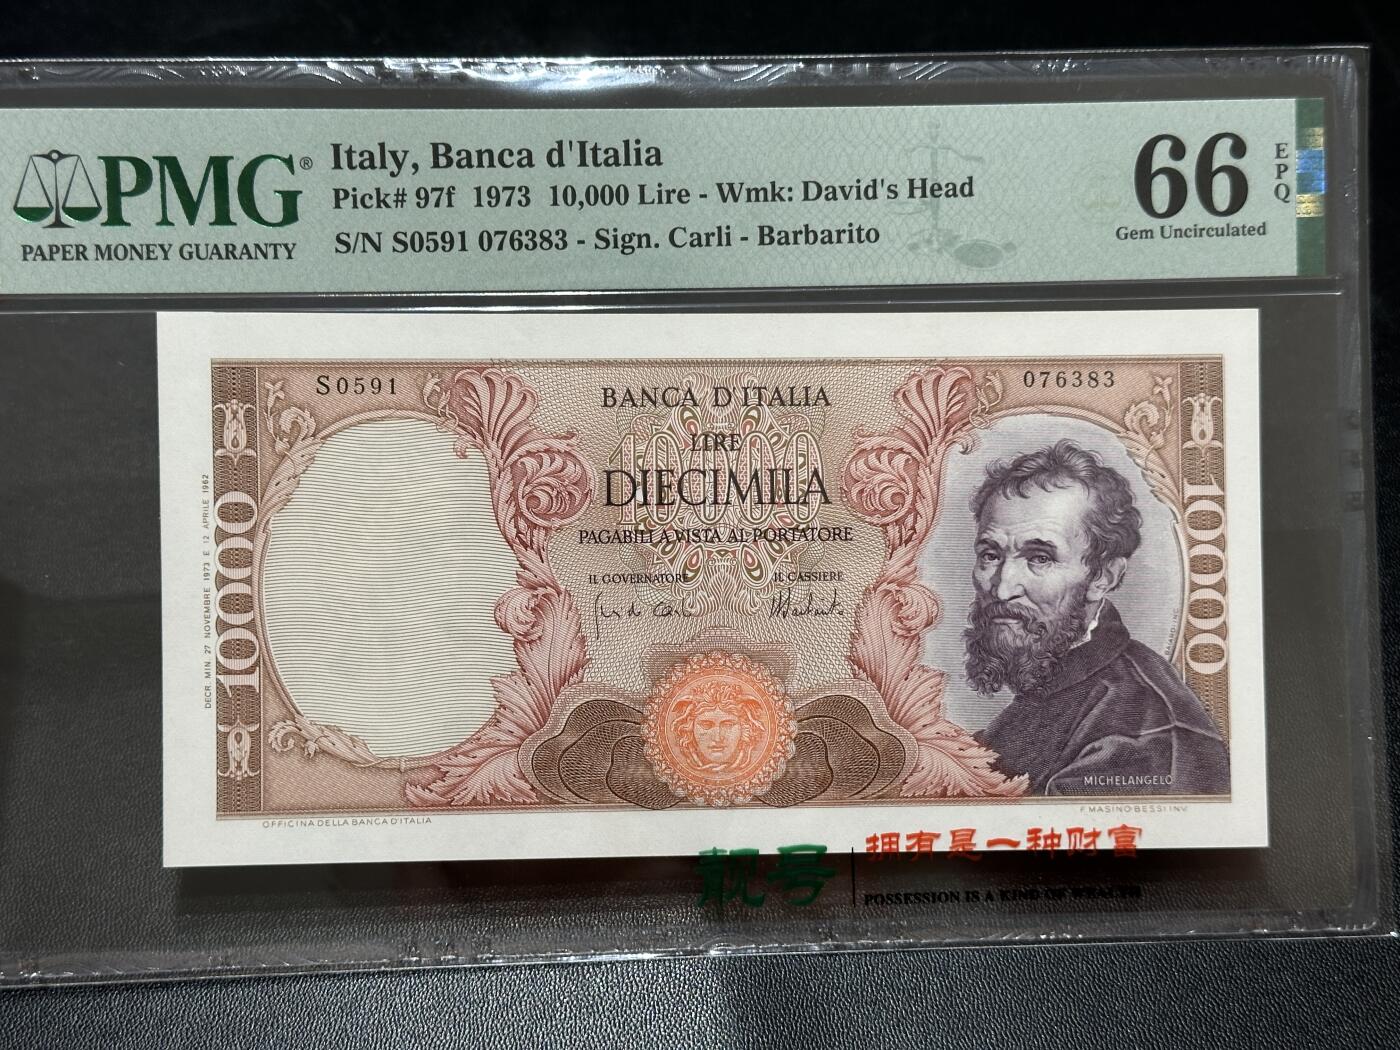 PMG®
PAPER MONEY GUARANTY
Italy, Banca d'Italia
Pick# 97f 1973 10,000 Lire - Wmk: David's Head
S/N S0591 076383 - Sign. Carli - Barbarito
66
EPQ
Gem Uncirculated
S0591
076383
BANCA D'ITALIA
10000
LIRE
DIECIMILA
PAGABILI A VISTA AL PORTATORE
IL GOVERNATORE
IL CASSIERE
10000
10000
DECR. MIN. 27 NOVEMBRE 1973 E 12 APRILE 1962
MICHELANGELO
OFFICINA DELLA BANCA D'ITALIA
F. MASINO BESSI INV.
靓号
拥有是一种财富
POSSESSION IS A KIND OF WEALTH